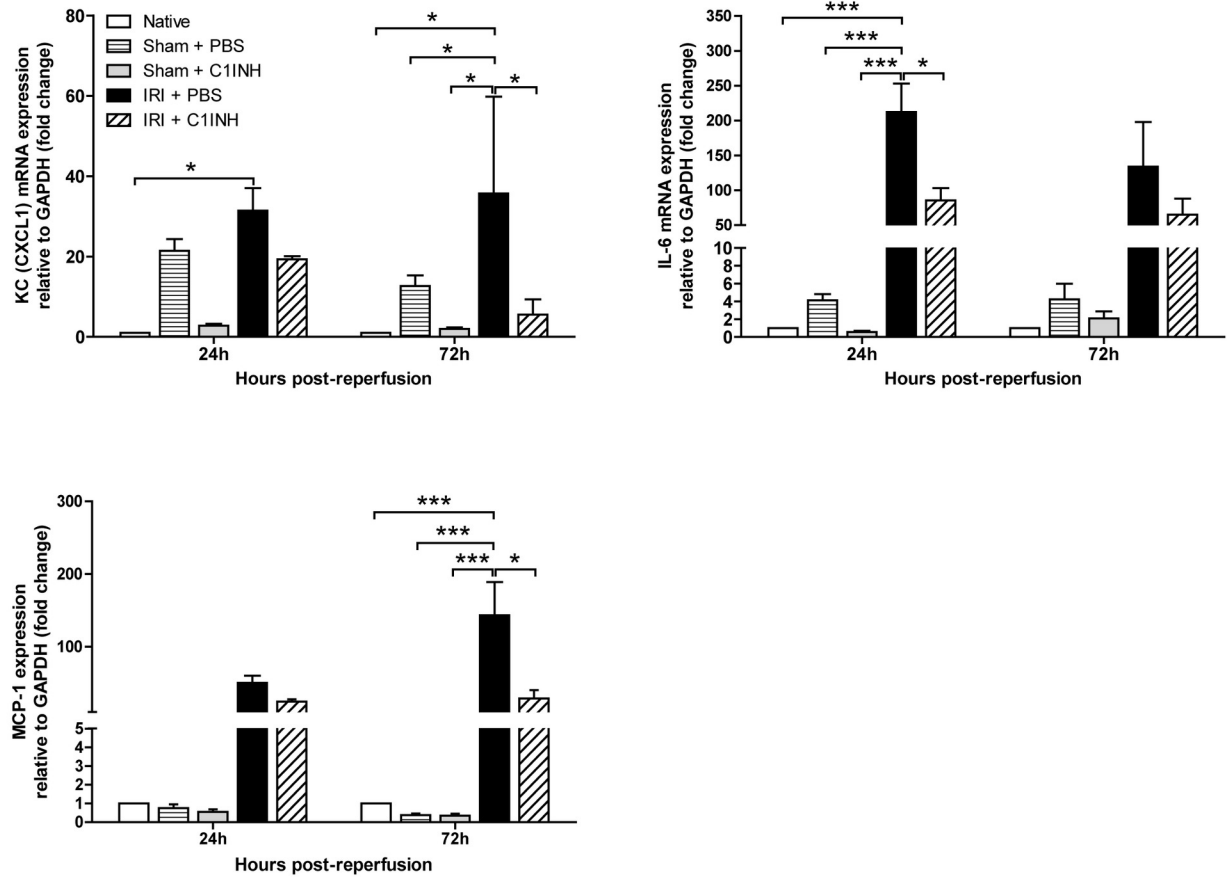 KC (CXCL1) mRNA expression
relative to GAPDH (fold change)
80
60
40
20
0
Native
Sham + PBS
Sham + C1INH
IRI + PBS
IRI + C1INH
*
*
*
*
*
24h
72h
Hours post-reperfusion
IL-6 mRNA expression
relative to GAPDH (fold change)
350
300
250
200
150
100
50
10
8
6
4
2
0
***
***
***
*
24h
72h
Hours post-reperfusion
MCP-1 expression
relative to GAPDH (fold change)
300
200
100
5
4
3
2
1
0
***
***
***
*
24h
72h
Hours post-reperfusion